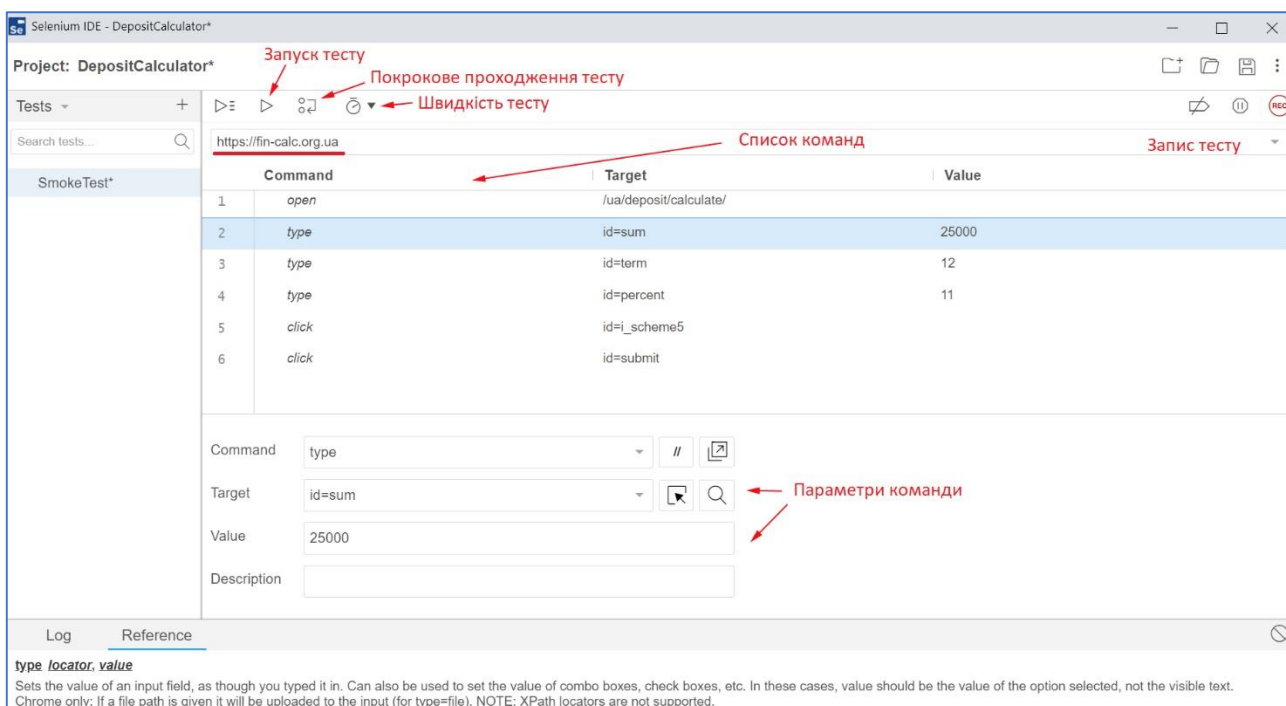 Selenium IDE - DepositCalculator*
Project: DepositCalculator*
Запуск тесту
Покрокове проходження тесту
Швидкість тесту
Tests
REC
Search tests...
https://fin-calc.org.ua
Список команд
Запис тесту
SmokeTest*
Command Target Value
1 open /ua/deposit/calculate/
2 type id=sum 25000
3 type id=term 12
4 type id=percent 11
5 click id=i_scheme5
6 click id=submit
Command type //
Target id=sum
Параметри команди
Value 25000
Description
Log Reference
type locator, value
Sets the value of an input field, as though you typed it in. Can also be used to set the value of combo boxes, check boxes, etc. In these cases, value should be the value of the option selected, not the visible text.
Chrome only: If a file path is given it will be uploaded to the input (for type=file), NOTE: XPath locators are not supported.